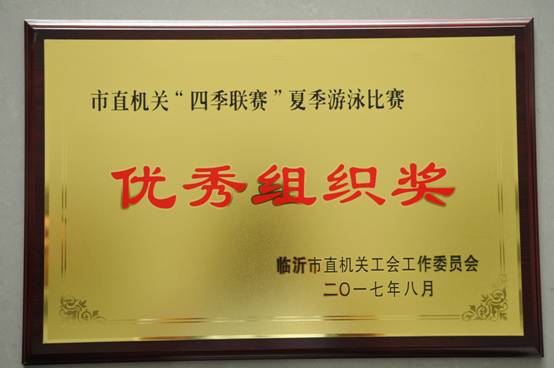 市直机关“四季联赛”夏季游泳比赛
优秀组织奖
临沂市直机关工会工作委员会
二〇一七年八月